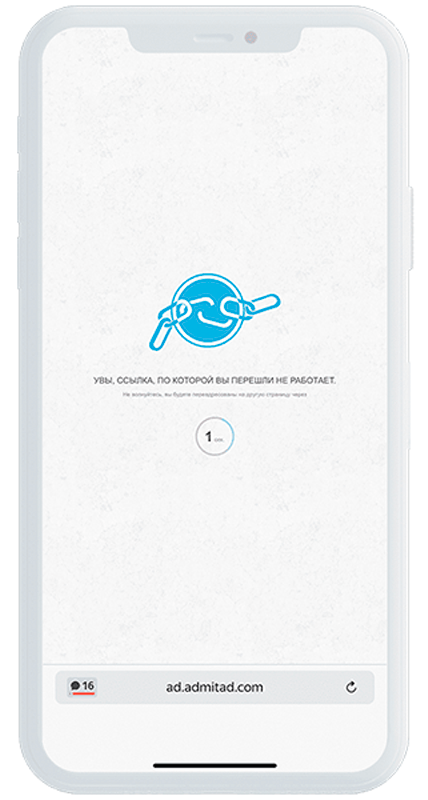 УВЫ, ССЫЛКА, ПО КОТОРОЙ ВЫ ПЕРЕШЛИ НЕ РАБОТАЕТ.
Не волнуйтесь, вы будете переадресованы на другую страницу через
1 сек.
16
ad.admitad.com